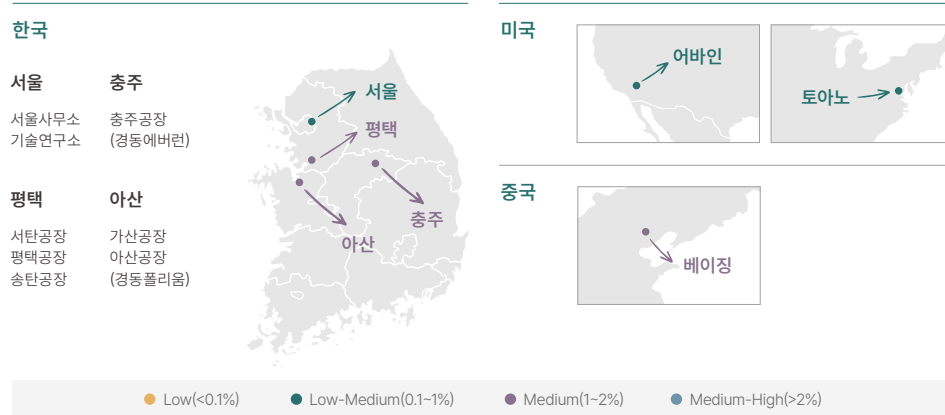 한국
서울
서울사무소
기술연구소
충주
충주공장
(경동에버런)
평택
서탄공장
평택공장
송탄공장
아산
가산공장
아산공장
(경동폴리움)
서울
평택
충주
아산
미국
어바인
토아노
중국
베이징
Low(<0.1%)
Low-Medium(0.1~1%)
Medium(1~2%)
Medium-High(>2%)